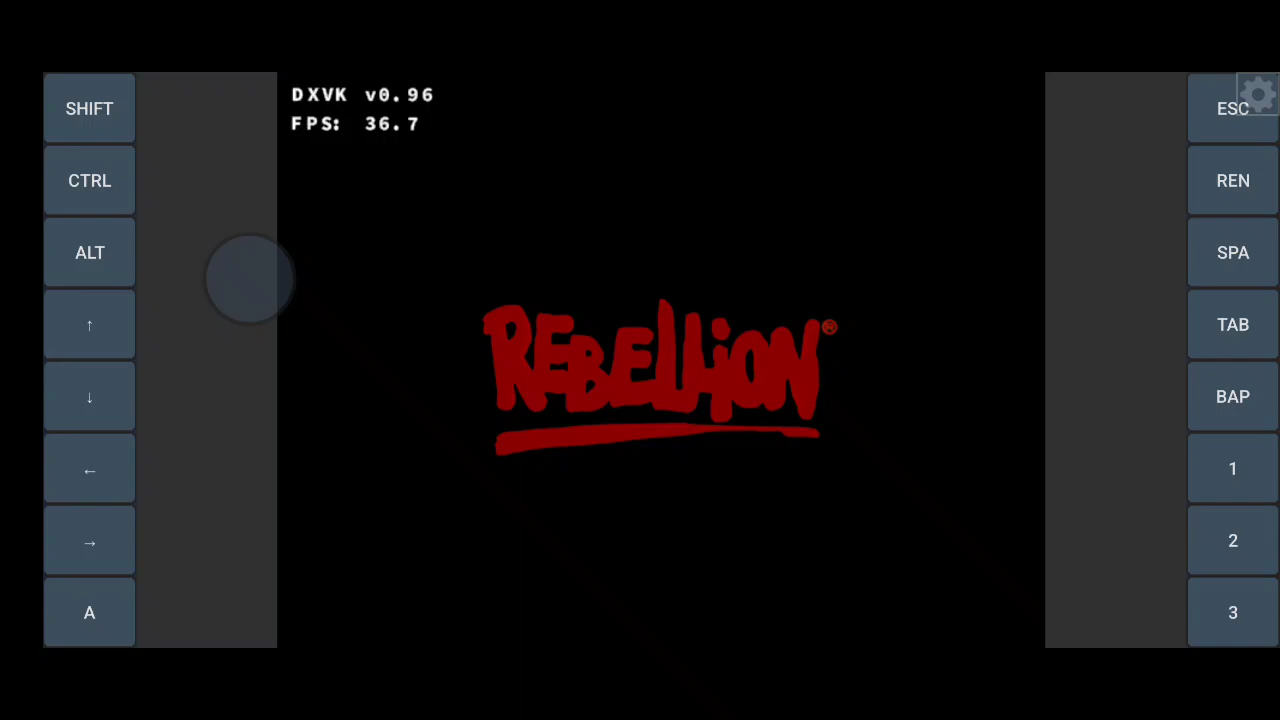 SHIFT
CTRL
ALT
↑
↓
←
→
A
DXVK v0.96
FPS: 36.7
REBELLION®
ESC
REN
SPA
TAB
BAP
1
2
3